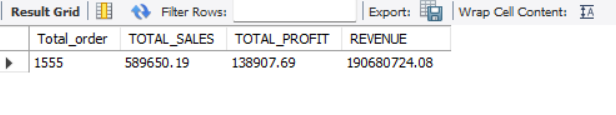 Result Grid Filter Rows: Export: Wrap Cell Content: IA
Total_order TOTAL_SALES TOTAL_PROFIT REVENUE
1555 589650.19 138907.69 190680724.08